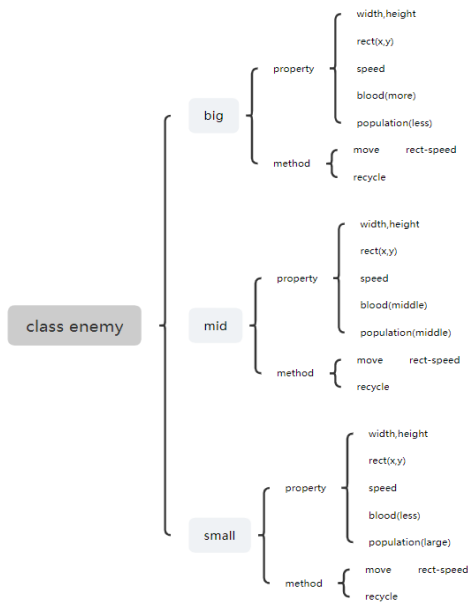 class enemy
big
property
width,height
rect(x,y)
speed
blood(more)
population(less)
method
move rect-speed
recycle
mid
property
width,height
rect(x,y)
speed
blood(middle)
population(middle)
method
move rect-speed
recycle
small
property
width,height
rect(x,y)
speed
blood(less)
population(large)
method
move rect-speed
recycle